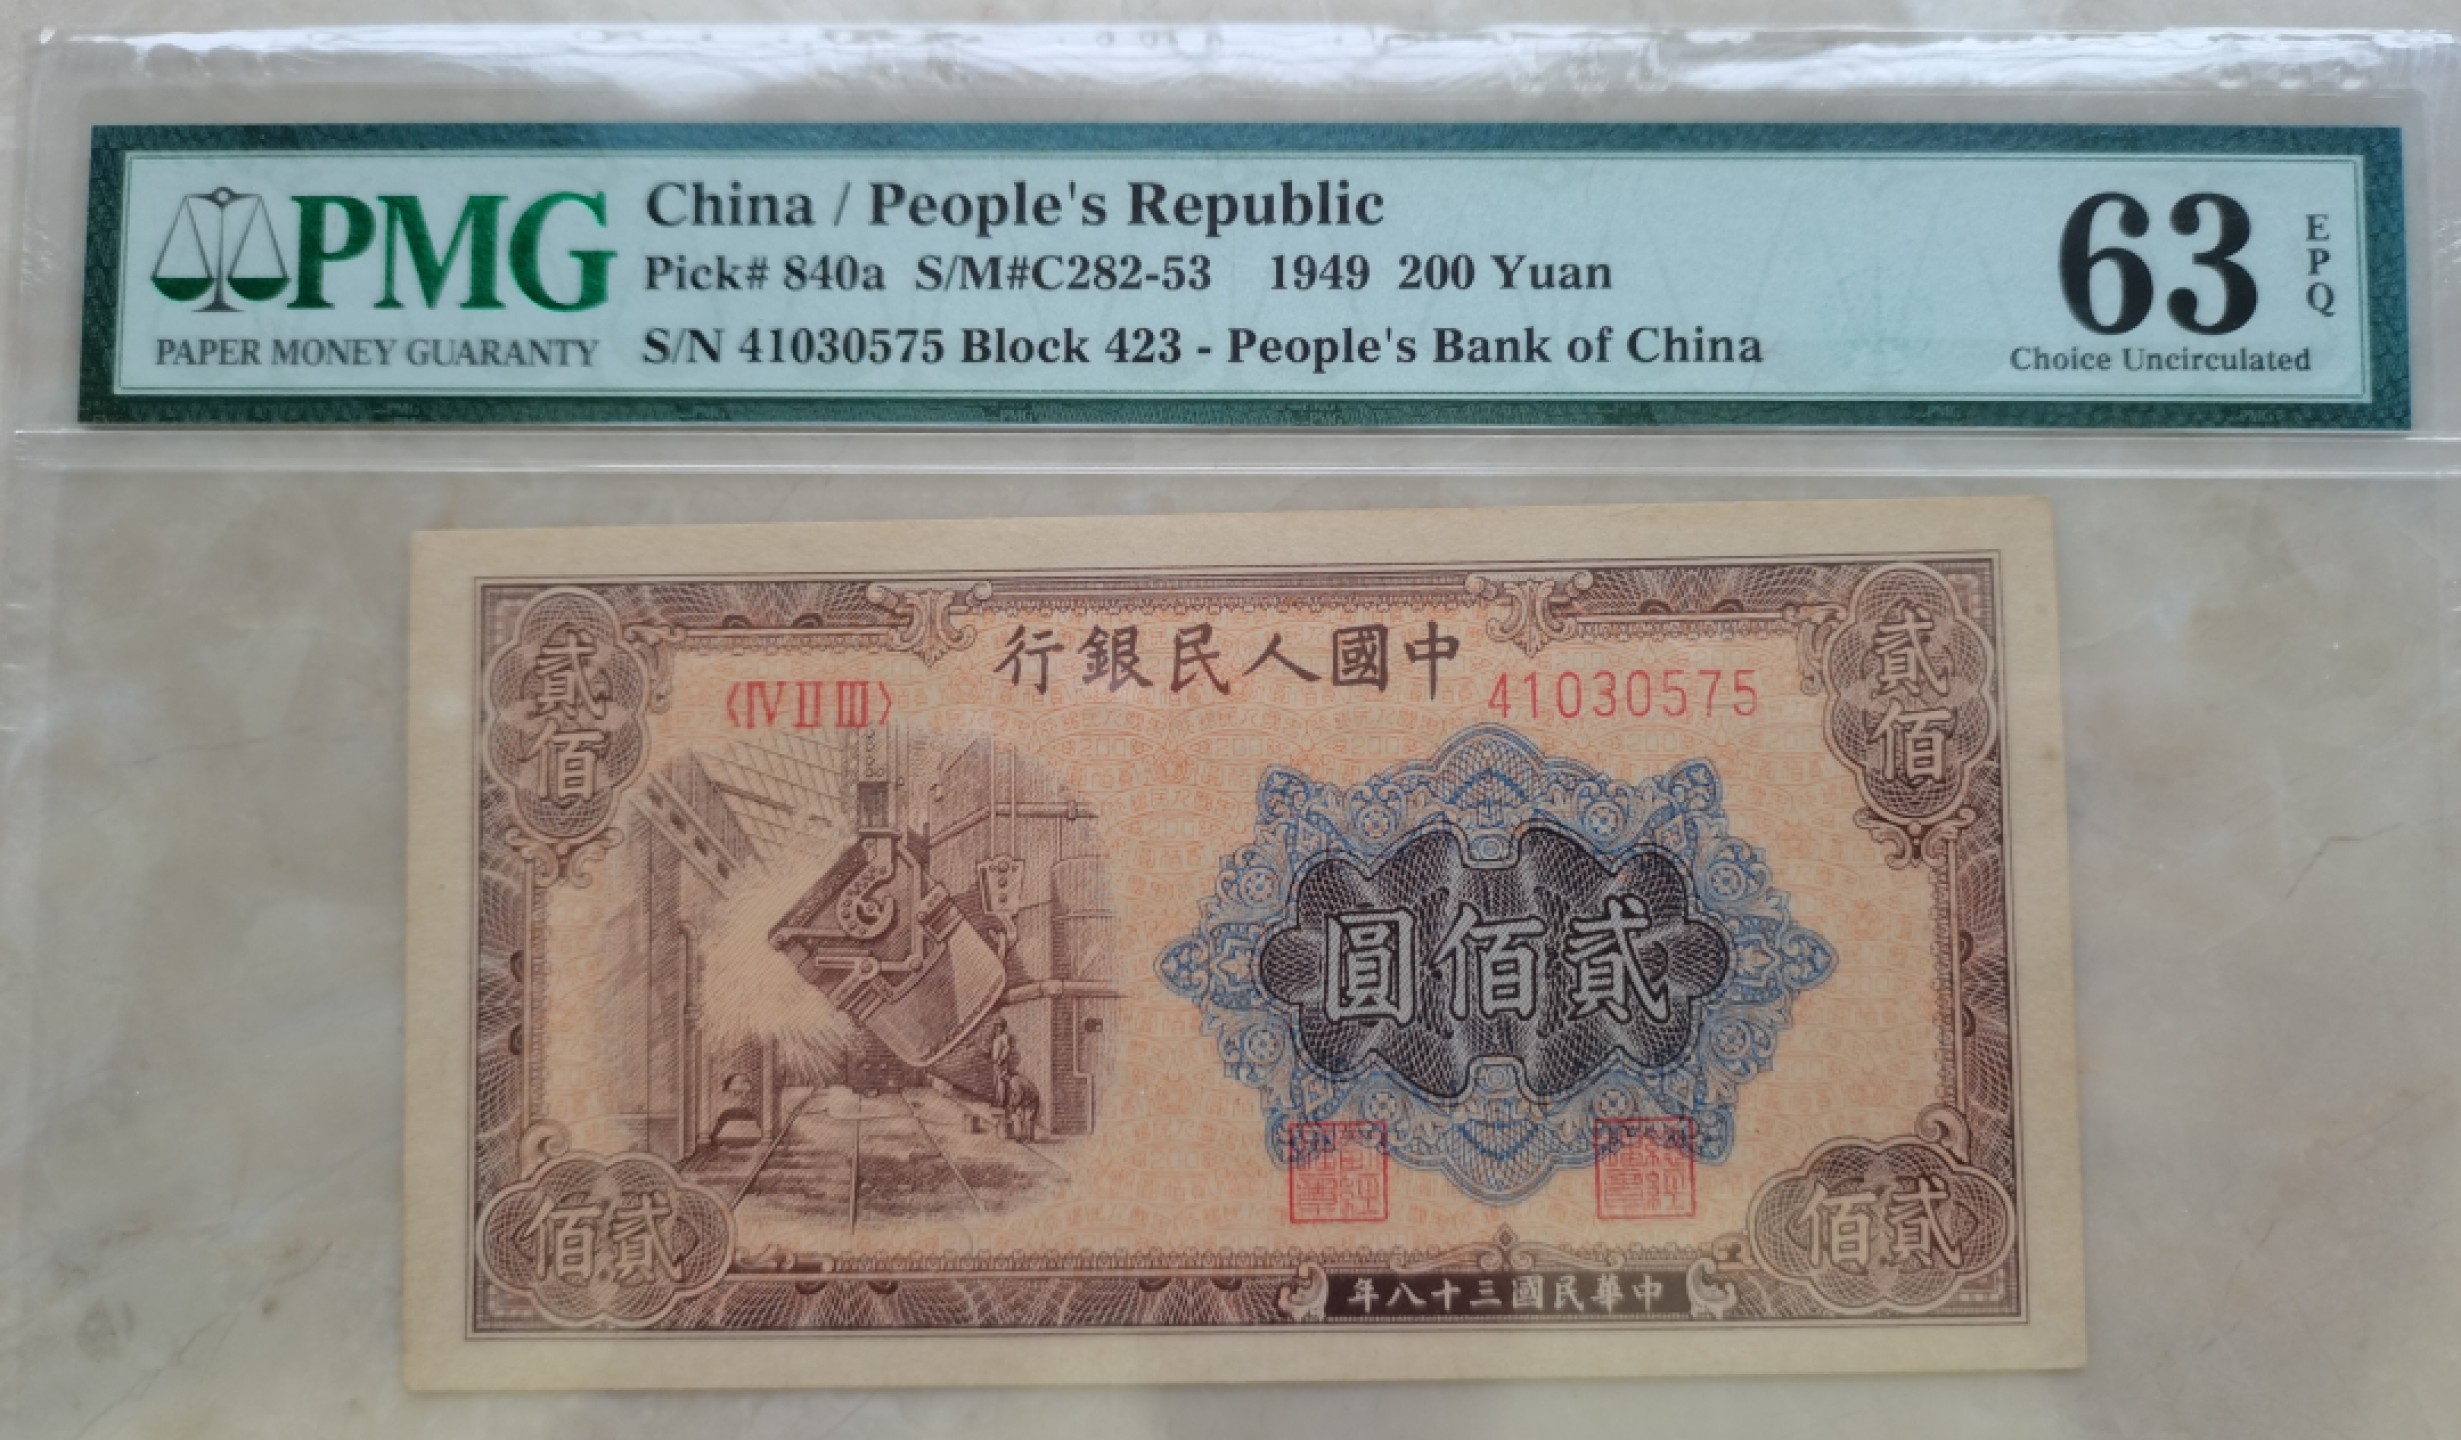 PMG
PAPER MONEY GUARANTY
China / People's Republic
Pick# 840a S/M#C282-53 1949 200 Yuan
S/N 41030575 Block 423 - People's Bank of China
63
EPQ
Choice Uncirculated
行銀民人國中
〈IV II III〉
41030575
貳佰
貳佰
圓佰貳
佰貳
佰貳
年八十三國民華中